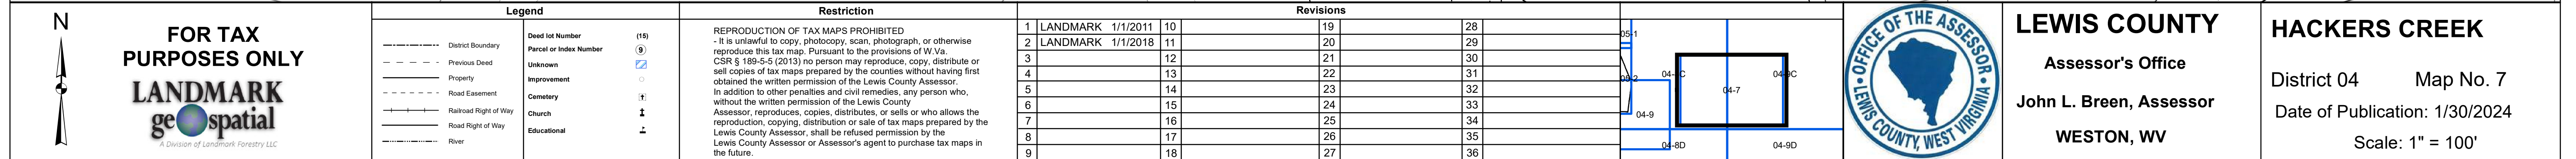 N
FOR TAX
PURPOSES ONLY
LANDMARK
geospatial
A Division of Landmark Forestry LLC
Legend
District Boundary
Previous Deed
Property
Road Easement
Railroad Right of Way
Road Right of Way
River
Deed lot Number (15)
Parcel or Index Number 9
Unknown
Improvement
Cemetery
Church
Educational
Restriction
REPRODUCTION OF TAX MAPS PROHIBITED
- It is unlawful to copy, photocopy, scan, photograph, or otherwise
reproduce this tax map. Pursuant to the provisions of W.Va.
CSR § 189-5-5 (2013) no person may reproduce, copy, distribute or
sell copies of tax maps prepared by the counties without having first
obtained the written permission of the Lewis County Assessor.
In addition to other penalties and civil remedies, any person who,
without the written permission of the Lewis County
Assessor, reproduces, copies, distributes, or sells or who allows the
reproduction, copying, distribution or sale of tax maps prepared by the
Lewis County Assessor, shall be refused permission by the
Lewis County Assessor or Assessor's agent to purchase tax maps in
the future.
Revisions
1 LANDMARK 1/1/2011 10 19 28
2 LANDMARK 1/1/2018 11 20 29
3 12 21 30
4 13 22 31
5 14 23 32
6 15 24 33
7 16 25 34
8 17 26 35
9 18 27 36
05-1
04-9C
04-7
04-9
04-8D 04-9D
OFFICE OF THE ASSESSOR
LEWIS COUNTY, WEST VIRGINIA
LEWIS COUNTY
Assessor's Office
John L. Breen, Assessor
WESTON, WV
HACKERS CREEK
District 04 Map No. 7
Date of Publication: 1/30/2024
Scale: 1" = 100'